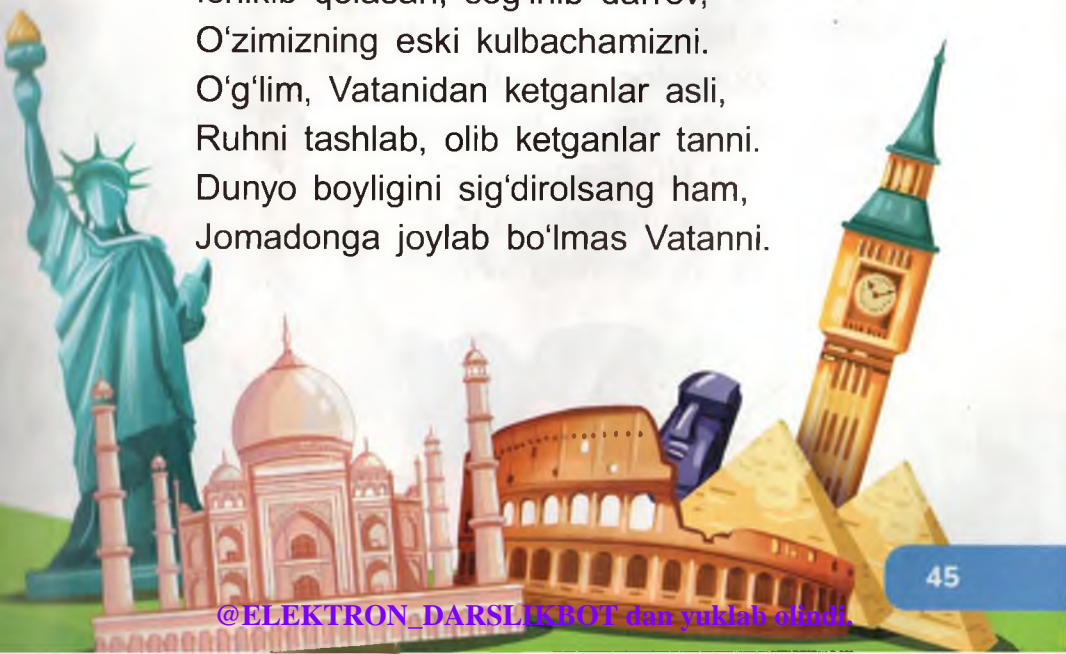 O‘zimizning eski kulbachamizni.
O‘g‘lim, Vatanidan ketganlar asli,
Ruhni tashlab, olib ketganlar tanni.
Dunyo boyligini sig‘dirolsang ham,
Jomadonga joylab bo‘lmas Vatanni.
45
@ELEKTRON_DARSLIKBOT dan yuklab olindi.